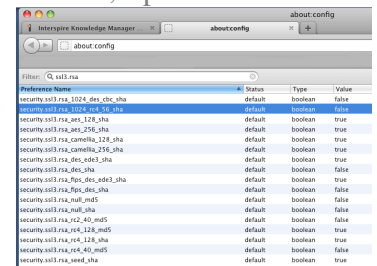 about:config
Interspire Knowledge Manager ... × about:config × +
about:config
Filter: ssl3.rsa
Preference Name Status Type Value
security.ssl3.rsa_1024_des_cbc_sha default boolean false
security.ssl3.rsa_1024_rc4_56_sha default boolean false
security.ssl3.rsa_aes_128_sha default boolean true
security.ssl3.rsa_aes_256_sha default boolean true
security.ssl3.rsa_camellia_128_sha default boolean true
security.ssl3.rsa_camellia_256_sha default boolean true
security.ssl3.rsa_des_ede3_sha default boolean true
security.ssl3.rsa_des_sha default boolean false
security.ssl3.rsa_fips_des_ede3_sha default boolean true
security.ssl3.rsa_fips_des_sha default boolean false
security.ssl3.rsa_null_md5 default boolean false
security.ssl3.rsa_null_sha default boolean false
security.ssl3.rsa_rc2_40_md5 default boolean false
security.ssl3.rsa_rc4_128_md5 default boolean true
security.ssl3.rsa_rc4_128_sha default boolean true
security.ssl3.rsa_rc4_40_md5 default boolean false
security.ssl3.rsa_seed_sha default boolean true